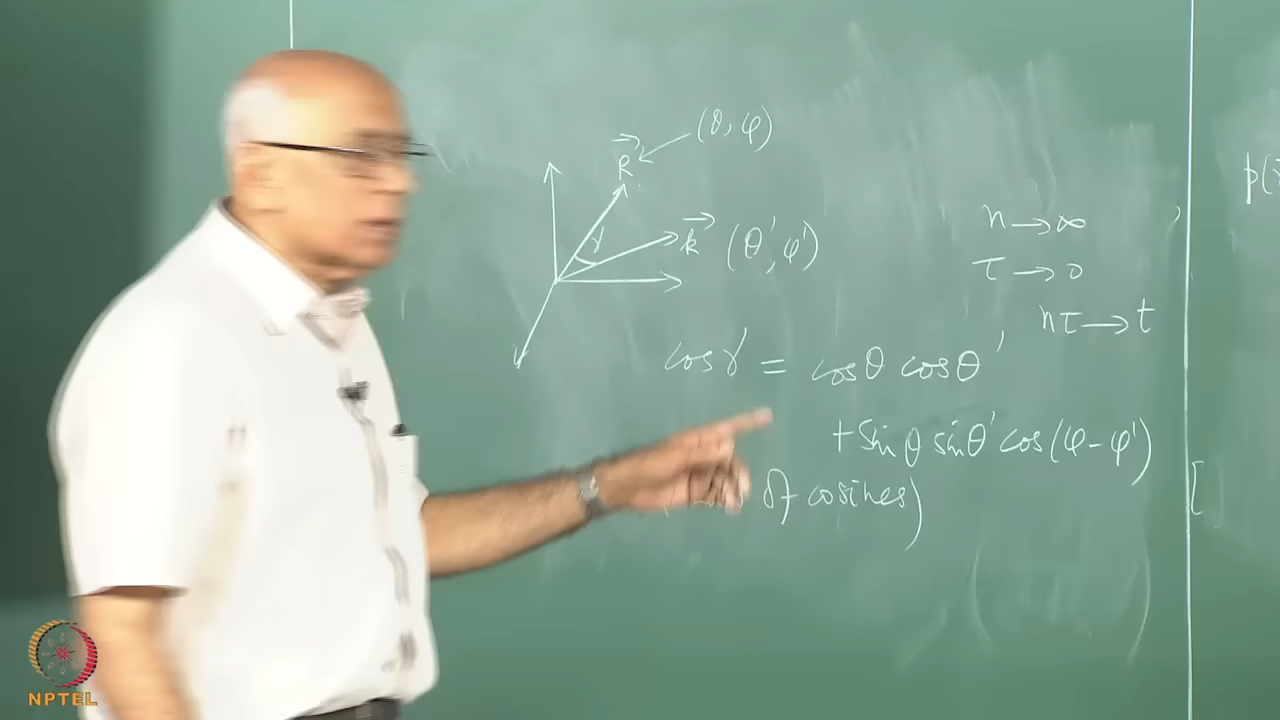 (θ, φ)
R⃗
γ
k⃗ (θ', φ')
n → ∞
τ → 0
nτ → t
cos γ = cos θ cos θ'
+ sin θ sin θ' cos (φ - φ')
of cosines)
p(
[
NPTEL